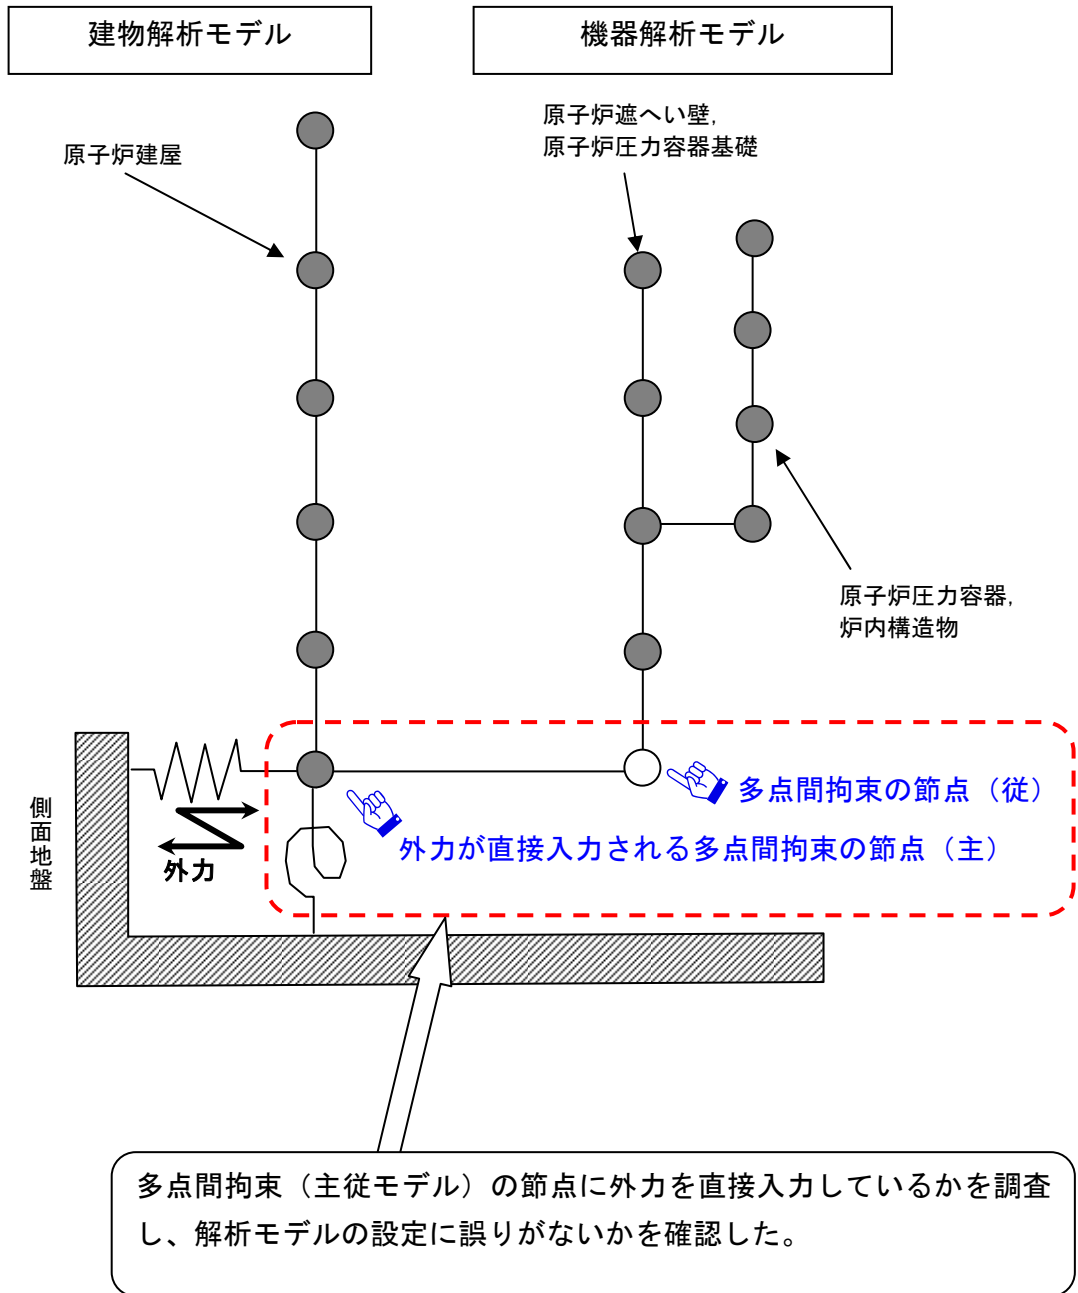 建物解析モデル
機器解析モデル
原子炉建屋
原子炉遮へい壁,
原子炉圧力容器基礎
原子炉圧力容器,
炉内構造物
側面地盤
外力
多点間拘束の節点（従）
外力が直接入力される多点間拘束の節点（主）
多点間拘束（主従モデル）の節点に外力を直接入力しているかを調査
し、解析モデルの設定に誤りがないかを確認した。